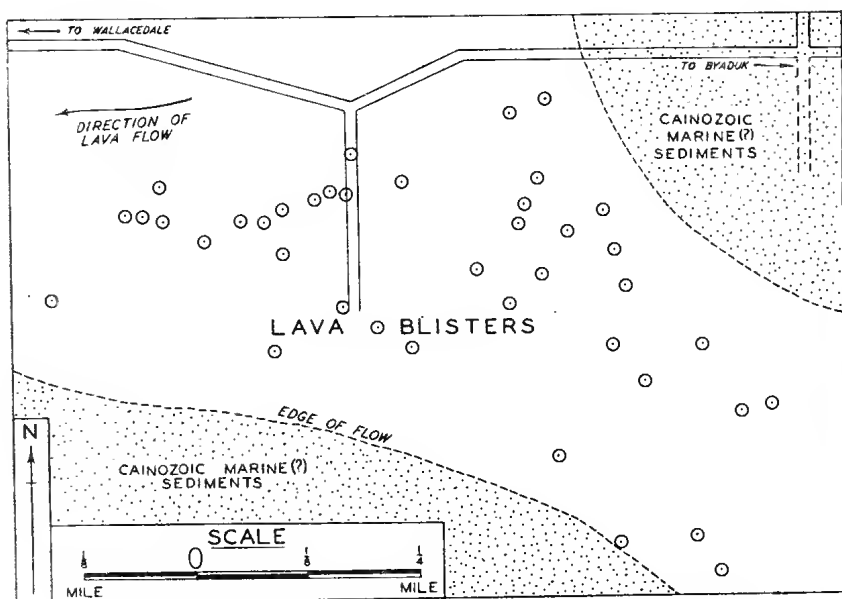 TO WALLACEDALE
TO BYADUK
DIRECTION OF
LAVA FLOW
CAINOZOIC
MARINE(?)
SEDIMENTS
LAVA BLISTERS
EDGE OF FLOW
N
CAINOZOIC MARINE(?)
SEDIMENTS
SCALE
1/8 0 1/8 1/4
MILE MILE